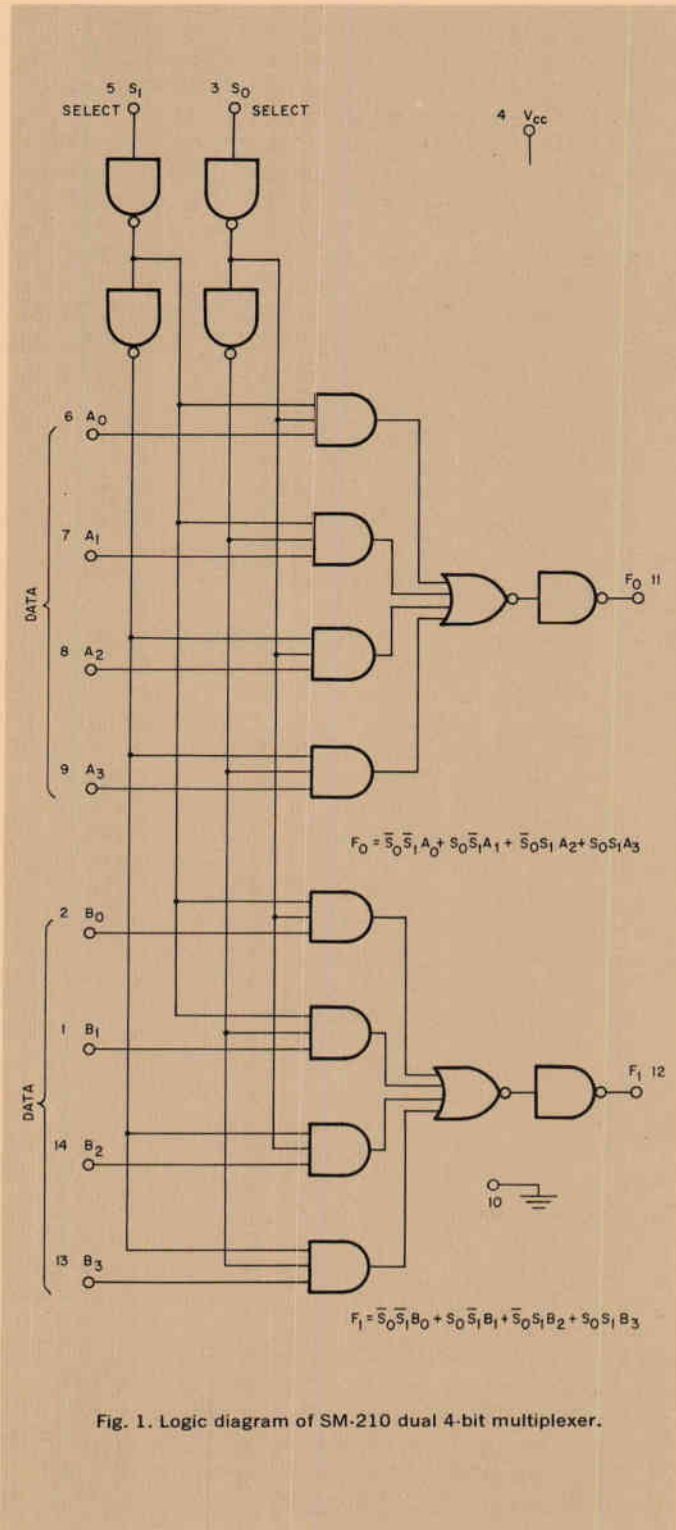 5 S₁ 3 S₀
SELECT SELECT
4 Vcc
6 A₀
7 A₁
8 A₂
9 A₃
DATA
F₀ 11
F₀ = S̅₀S̅₁A₀ + S₀S̅₁A₁ + S̅₀S₁A₂ + S₀S₁A₃
2 B₀
1 B₁
14 B₂
13 B₃
DATA
F₁ 12
10
F₁ = S̅₀S̅₁B₀ + S₀S̅₁B₁ + S̅₀S₁B₂ + S₀S₁B₃
Fig. 1. Logic diagram of SM-210 dual 4-bit multiplexer.